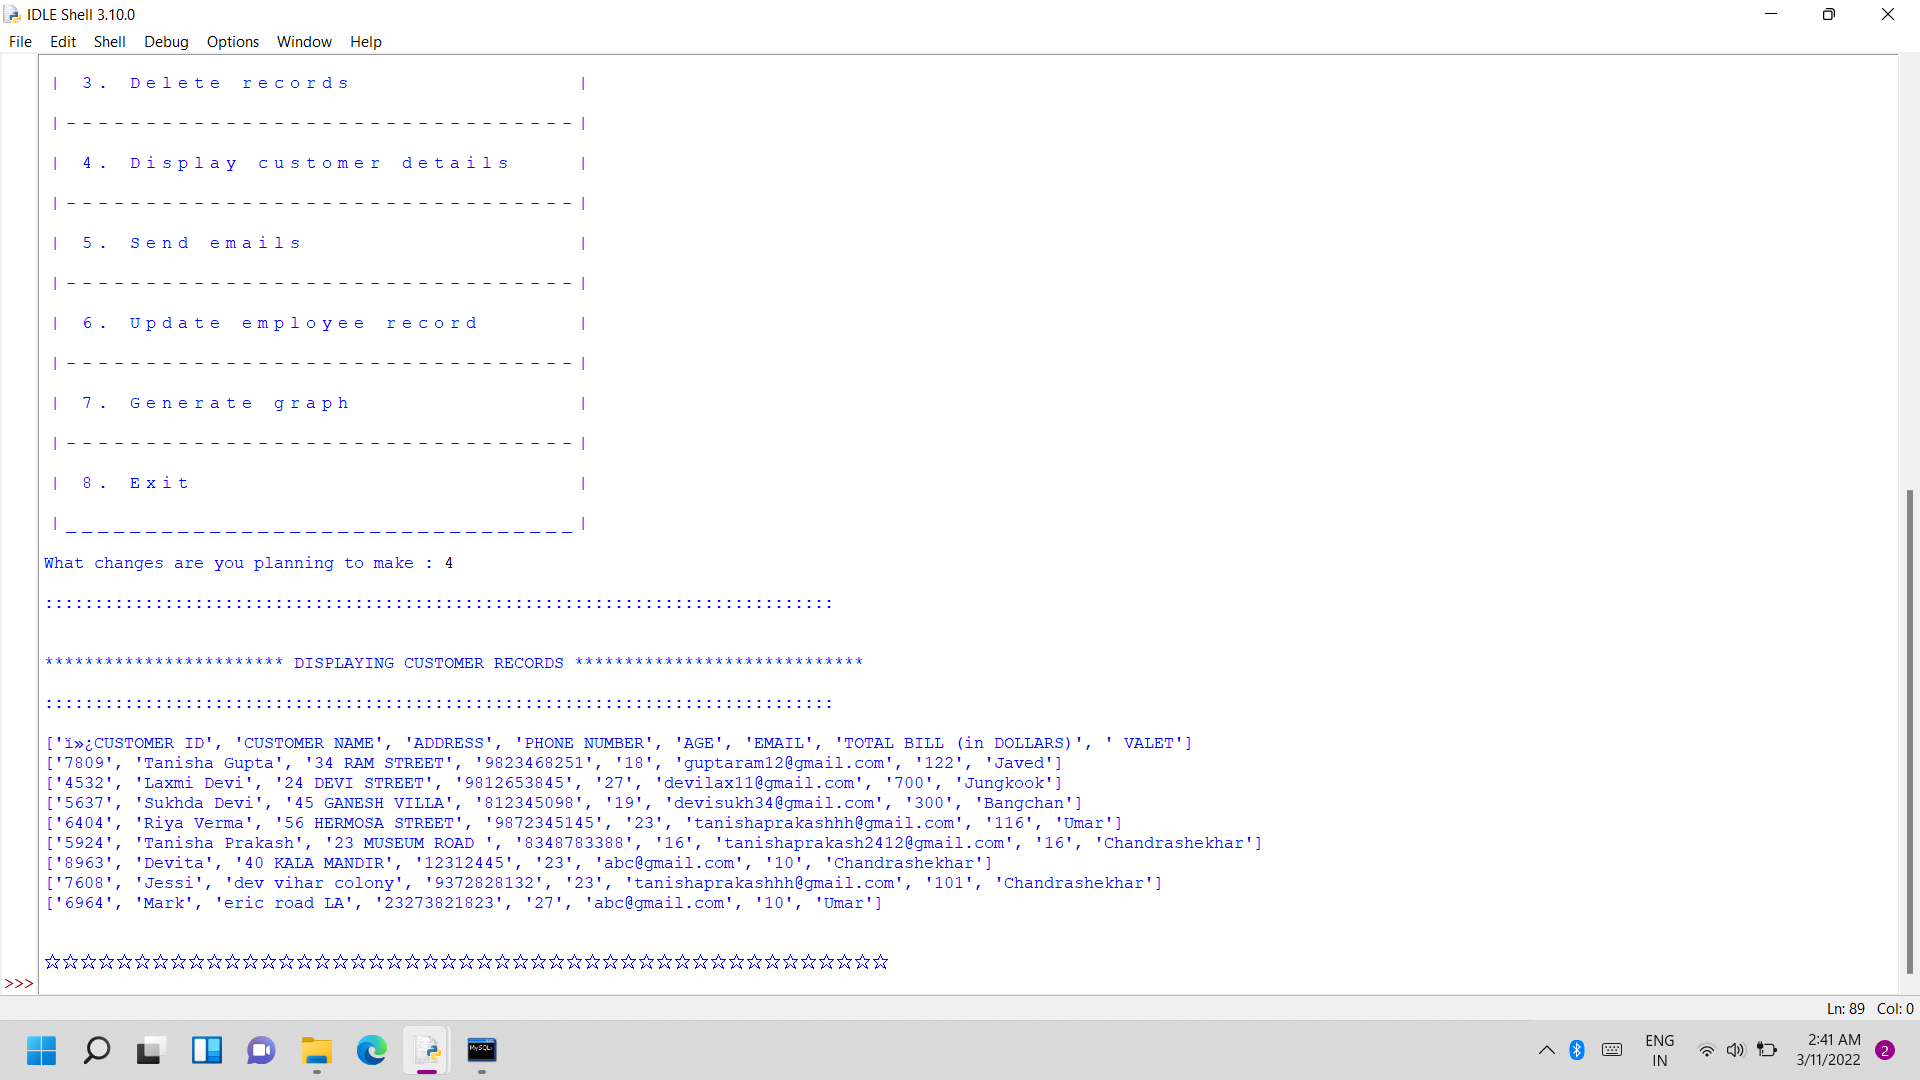 IDLE Shell 3.10.0
File Edit Shell Debug Options Window Help
| 3. Delete records |
|--------------------------------|
| 4. Display customer details |
|--------------------------------|
| 5. Send emails |
|--------------------------------|
| 6. Update employee record |
|--------------------------------|
| 7. Generate graph |
|--------------------------------|
| 8. Exit |
|________________________________|
What changes are you planning to make : 4
:::::::::::::::::::::::::::::::::::::::::::::::::::::::::::::::::::::::::::::::
************************ DISPLAYING CUSTOMER RECORDS *****************************
:::::::::::::::::::::::::::::::::::::::::::::::::::::::::::::::::::::::::::::::
['ï»¿CUSTOMER ID', 'CUSTOMER NAME', 'ADDRESS', 'PHONE NUMBER', 'AGE', 'EMAIL', 'TOTAL BILL (in DOLLARS)', ' VALET']
['7809', 'Tanisha Gupta', '34 RAM STREET', '9823468251', '18', 'guptaram12@gmail.com', '122', 'Javed']
['4532', 'Laxmi Devi', '24 DEVI STREET', '9812653845', '27', 'devilax11@gmail.com', '700', 'Jungkook']
['5637', 'Sukhda Devi', '45 GANESH VILLA', '812345098', '19', 'devisukh34@gmail.com', '300', 'Bangchan']
['6404', 'Riya Verma', '56 HERMOSA STREET', '9872345145', '23', 'tanishaprakashhh@gmail.com', '116', 'Umar']
['5924', 'Tanisha Prakash', '23 MUSEUM ROAD ', '8348783388', '16', 'tanishaprakash2412@gmail.com', '16', 'Chandrashekhar']
['8963', 'Devita', '40 KALA MANDIR', '12312445', '23', 'abc@gmail.com', '10', 'Chandrashekhar']
['7608', 'Jessi', 'dev vihar colony', '9372828132', '23', 'tanishaprakashhh@gmail.com', '101', 'Chandrashekhar']
['6964', 'Mark', 'eric road LA', '23273821823', '27', 'abc@gmail.com', '10', 'Umar']
☆☆☆☆☆☆☆☆☆☆☆☆☆☆☆☆☆☆☆☆☆☆☆☆☆☆☆☆☆☆☆☆☆☆☆☆☆☆☆☆☆☆☆☆☆☆☆
>>>
Ln: 89 Col: 0
MySQL
ENG
IN
2:41 AM
3/11/2022
2